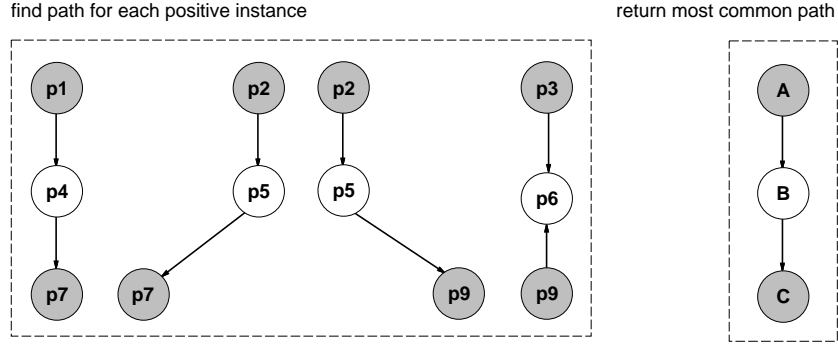 find path for each positive instance
return most common path
p1 p2 p2 p3 A
p4 p5 p5 p6 B
p7 p7 p9 p9 C